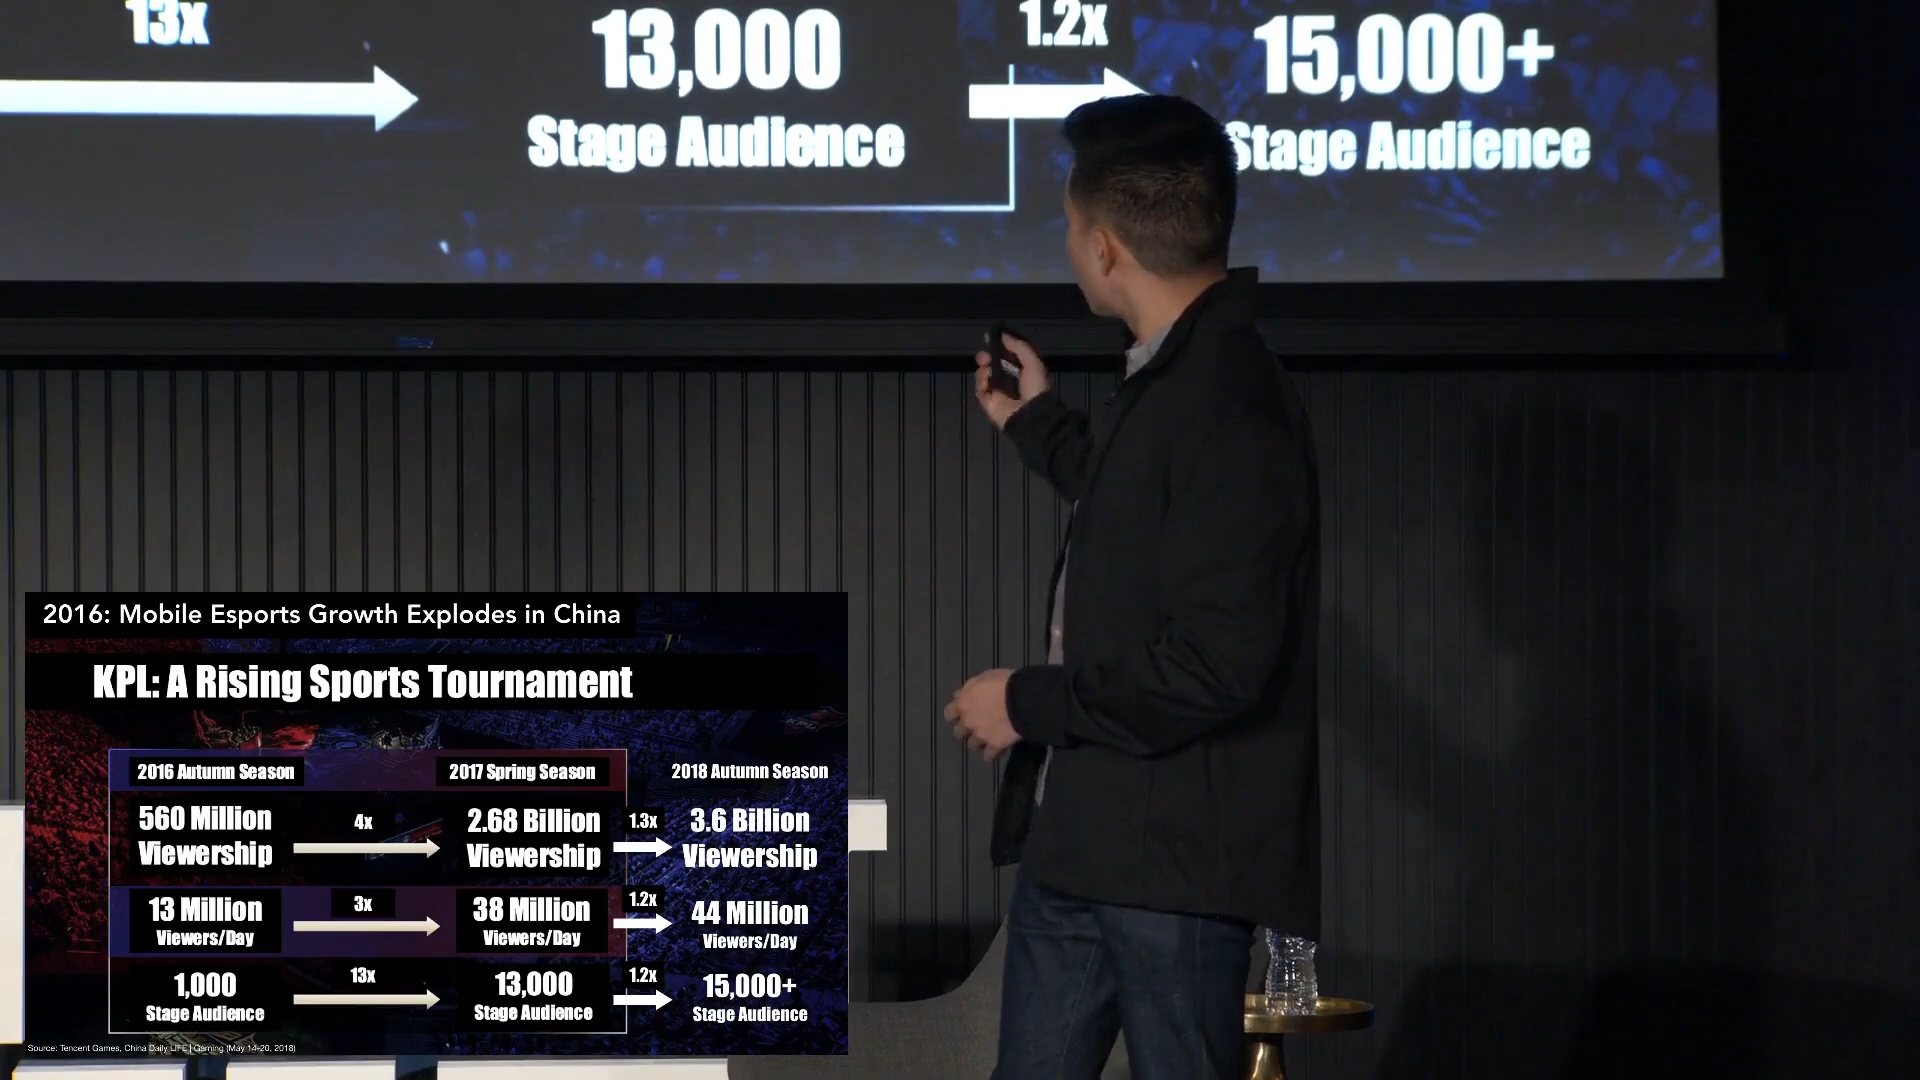 13x
13,000
1.2x
15,000+
Stage Audience
Stage Audience
2016: Mobile Esports Growth Explodes in China
KPL: A Rising Sports Tournament
2016 Autumn Season
2017 Spring Season
2018 Autumn Season
560 Million
Viewership
4x
2.68 Billion
Viewership
1.3x
3.6 Billion
Viewership
13 Million
Viewers/Day
3x
38 Million
Viewers/Day
1.2x
44 Million
Viewers/Day
1,000
Stage Audience
13x
13,000
Stage Audience
1.2x
15,000+
Stage Audience
Source: Tencent Games, China Daily LIFE | Gaming (May 14-20, 2018)